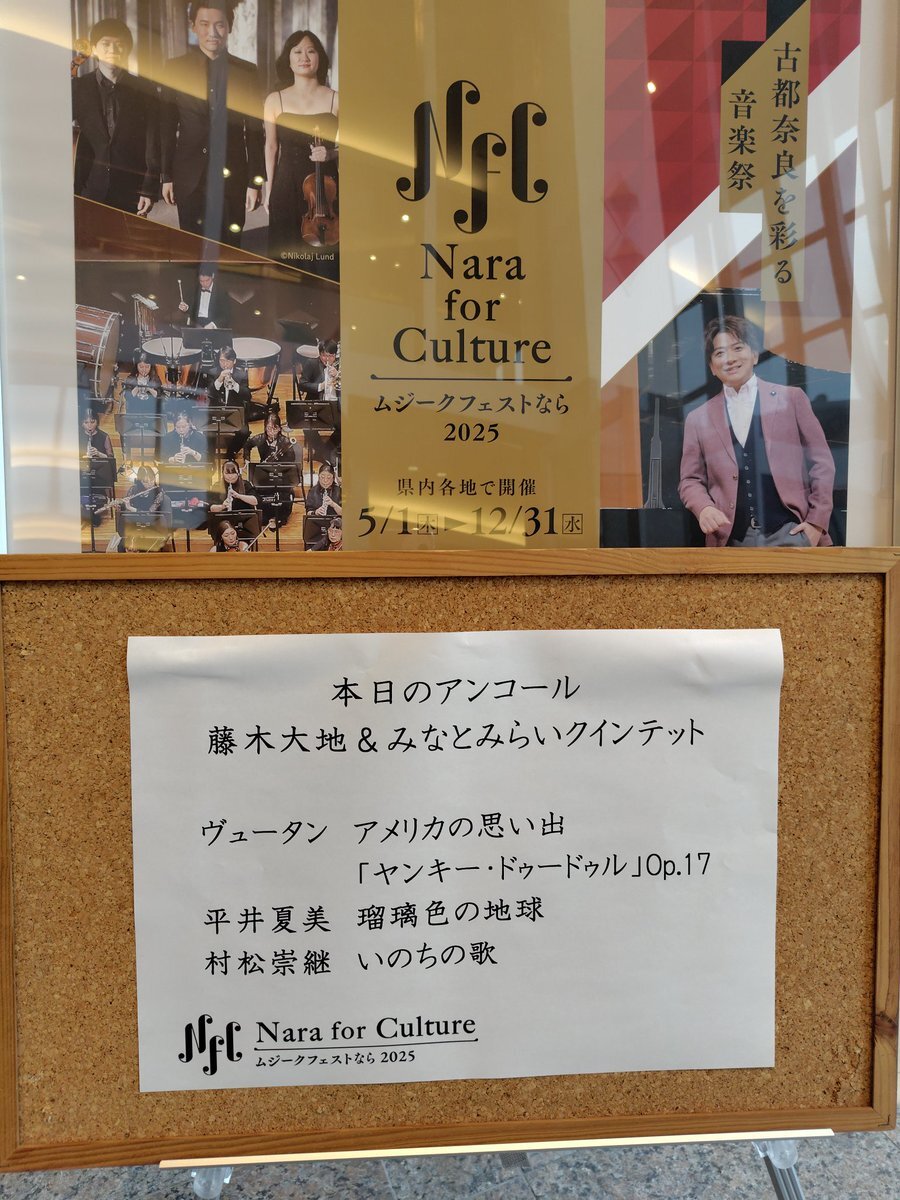 ©Nikolaj Lund
NfC
Nara
for
Culture
ムジークフェストなら
2025
県内各地で開催
5/1木 ▶ 12/31水
古都奈良を彩る
音楽祭
本日のアンコール
藤木大地&みなとみらいクインテット
ヴュータン アメリカの思い出
「ヤンキー・ドゥードゥル」Op.17
平井夏美 瑠璃色の地球
村松崇継 いのちの歌
NfC Nara for Culture
ムジークフェストなら 2025